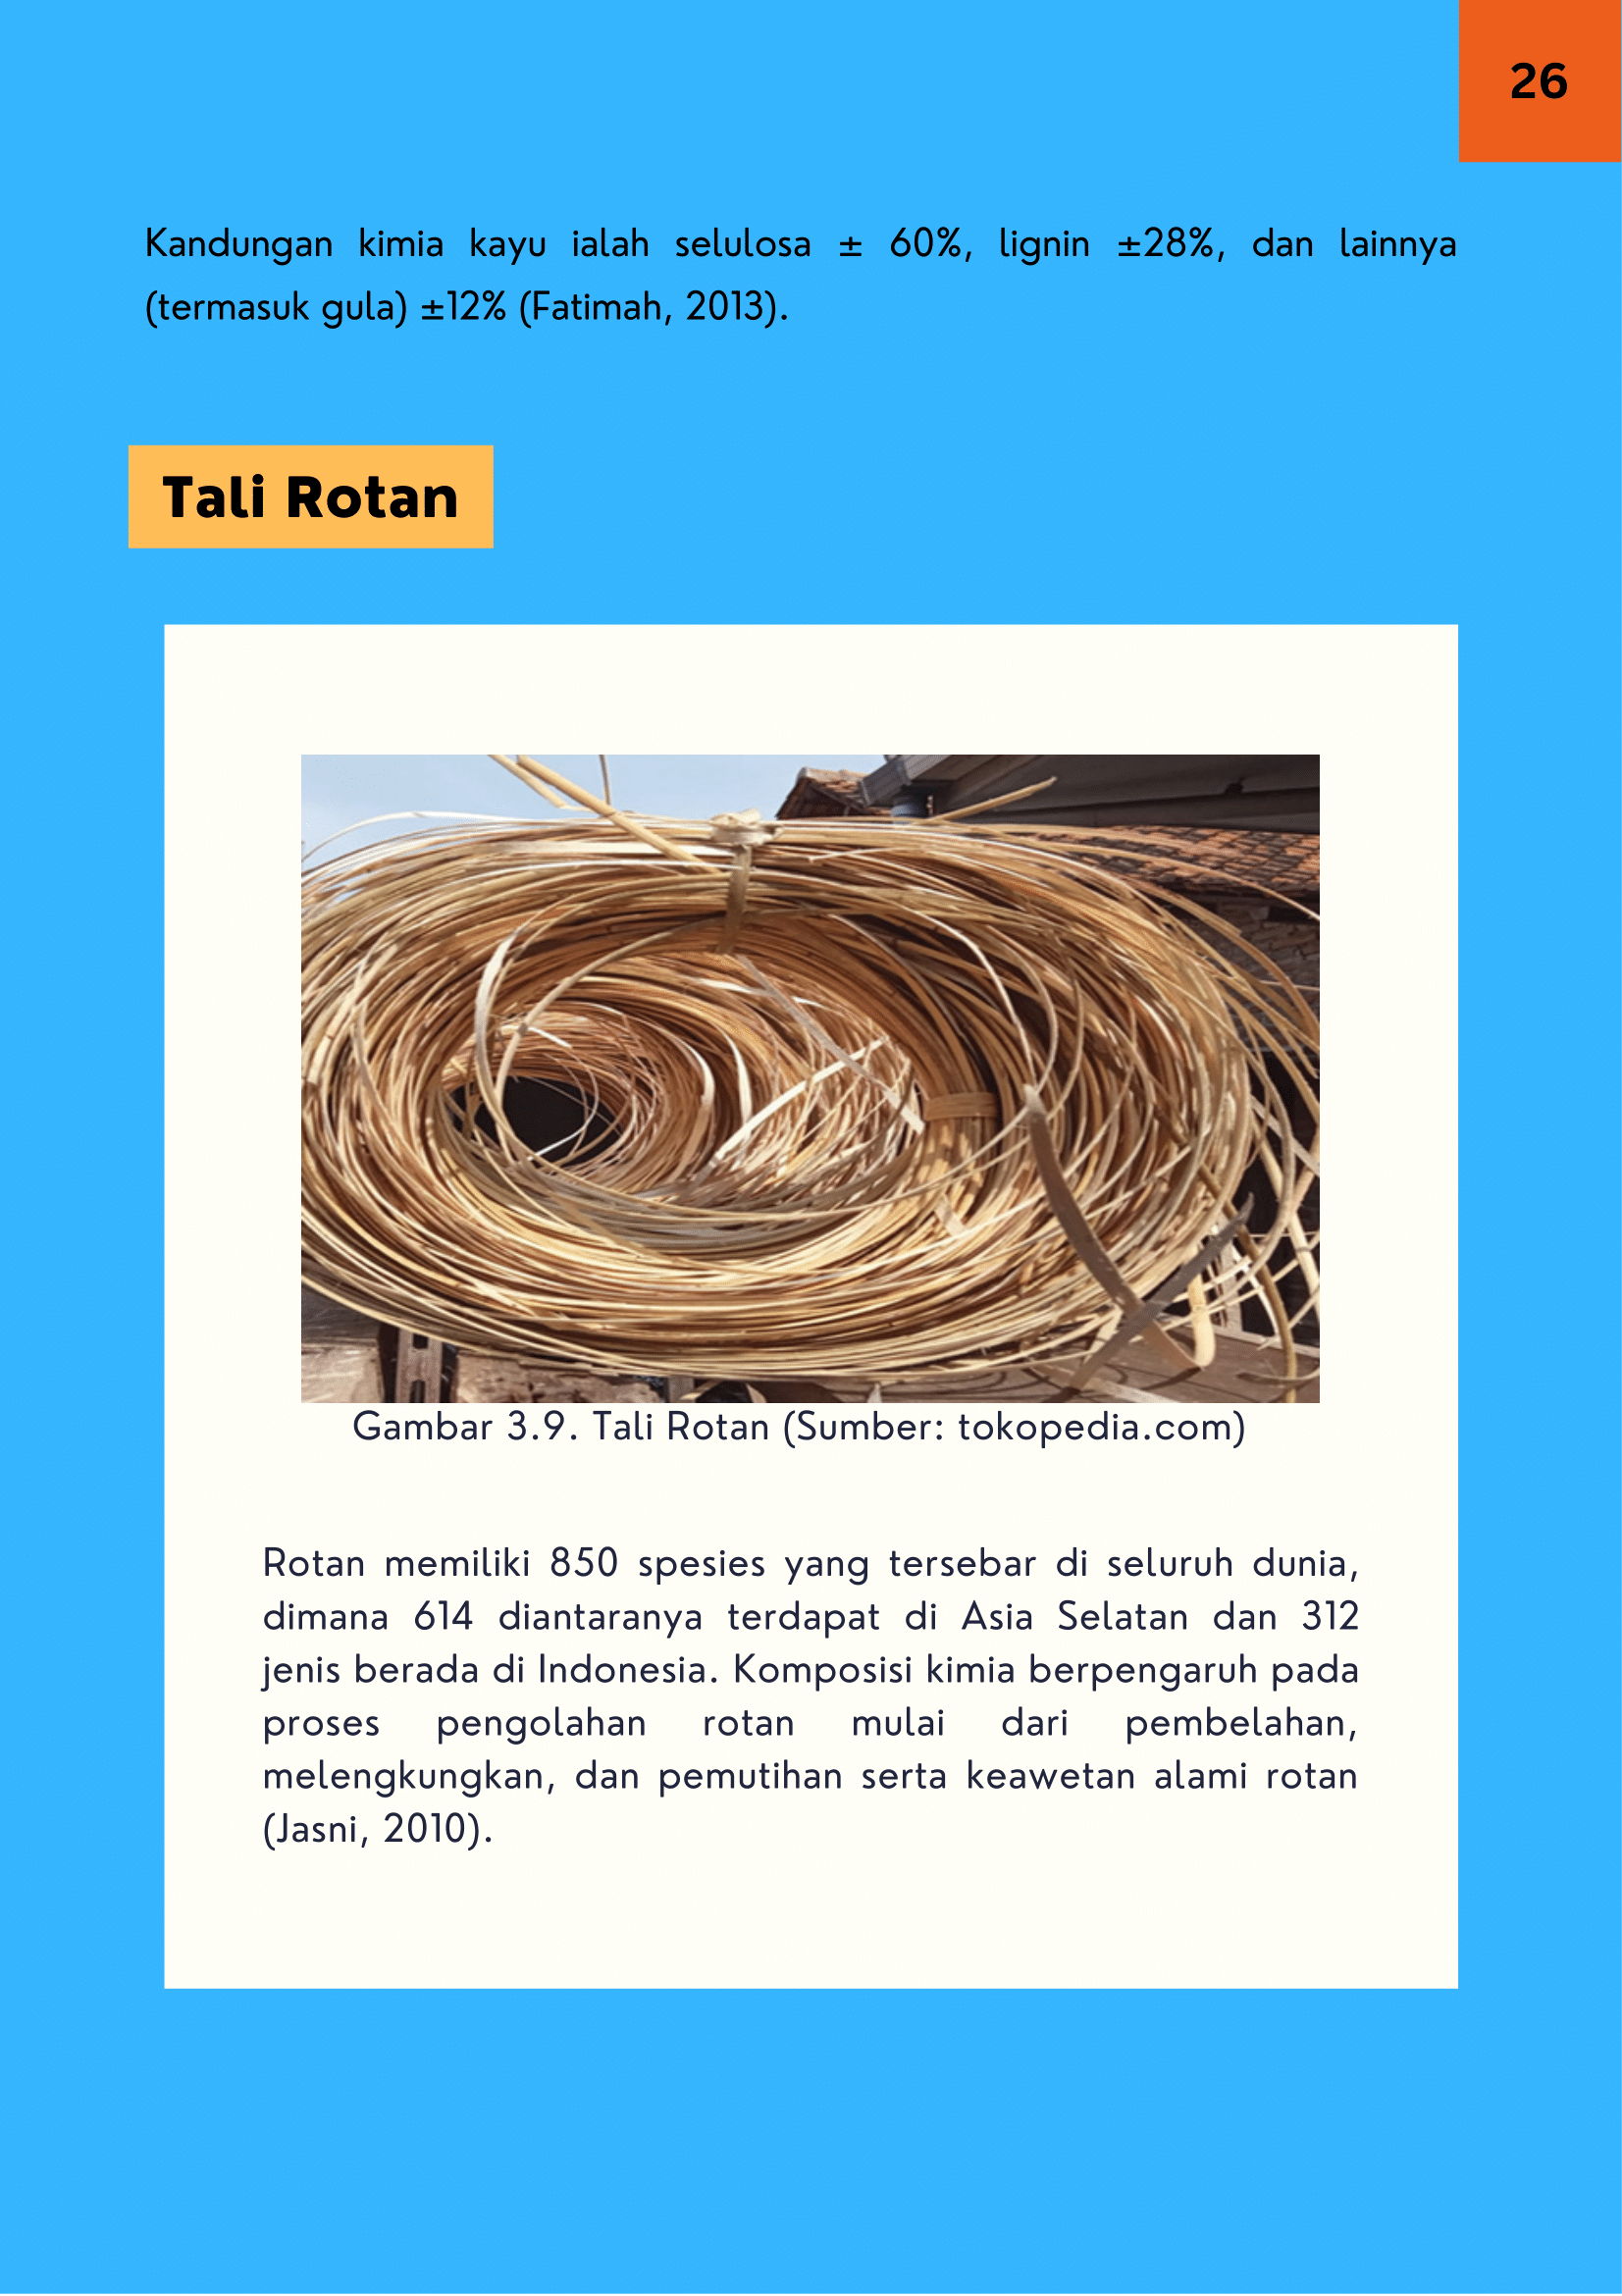 26
Kandungan kimia kayu ialah selulosa ± 60%, lignin ±28%, dan lainnya
(termasuk gula) ±12% (Fatimah, 2013).
Tali Rotan
Gambar 3.9. Tali Rotan (Sumber: tokopedia.com)
Rotan memiliki 850 spesies yang tersebar di seluruh dunia,
dimana 614 diantaranya terdapat di Asia Selatan dan 312
jenis berada di Indonesia. Komposisi kimia berpengaruh pada
proses pengolahan rotan mulai dari pembelahan,
melengkungkan, dan pemutihan serta keawetan alami rotan
(Jasni, 2010).